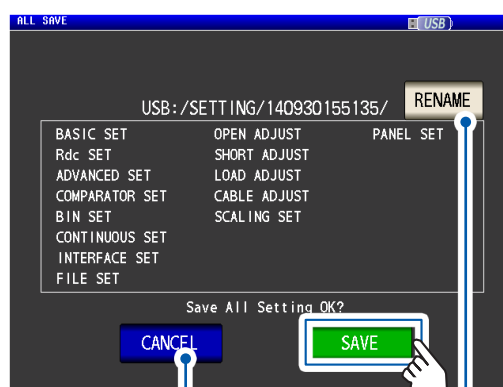 ALL SAVE
USB
USB:/SETTING/140930155135/
RENAME
BASIC SET OPEN ADJUST PANEL SET
Rdc SET SHORT ADJUST
ADVANCED SET LOAD ADJUST
COMPARATOR SET CABLE ADJUST
BIN SET SCALING SET
CONTINUOUS SET
INTERFACE SET
FILE SET
Save All Setting OK?
CANCEL SAVE